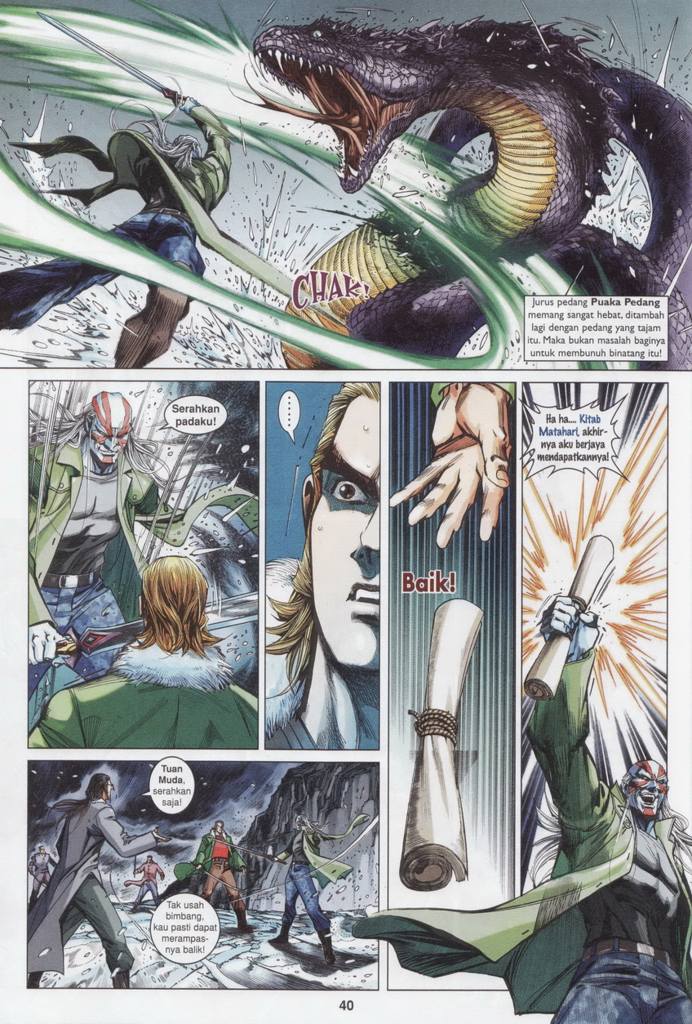 CHAK!
Jurus pedang Puaka Pedang
memang sangat hebat, ditambah
lagi dengan pedang yang tajam
itu. Maka bukan masalah baginya
untuk membunuh binatang itu!
Serahkan
padaku!
........
Baik!
Ha ha.... Kitab
Matahari, akhir-
nya aku berjaya
mendapatkannya!
Tuan
Muda,
serahkan
saja!
Tak usah
bimbang,
kau pasti dapat
merampas-
nya balik!
40